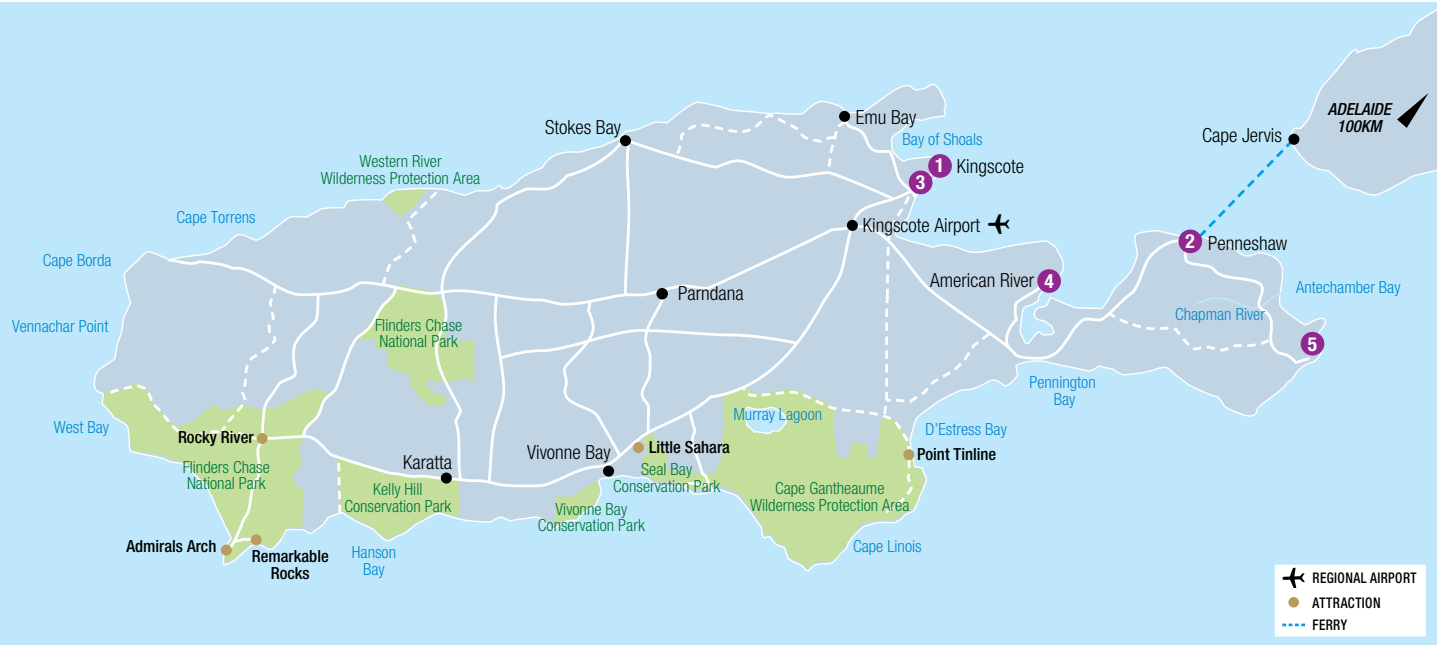 ADELAIDE
100KM
Emu Bay
Stokes Bay
Cape Jervis
Bay of Shoals
Western River
Wilderness Protection Area
1
Kingscote
3
Cape Torrens
Kingscote Airport
2
Penneshaw
Cape Borda
American River
4
Antechamber Bay
Parndana
Chapman River
Vennachar Point
Flinders Chase
National Park
5
Pennington
Bay
Murray Lagoon
West Bay
D'Estress Bay
Rocky River
Little Sahara
Vivonne Bay
Point Tinline
Karatta
Flinders Chase
National Park
Seal Bay
Conservation Park
Kelly Hill
Conservation Park
Cape Gantheaume
Wilderness Protection Area
Vivonne Bay
Conservation Park
Admirals Arch
Remarkable
Rocks
Hanson
Bay
Cape Linois
REGIONAL AIRPORT
ATTRACTION
FERRY